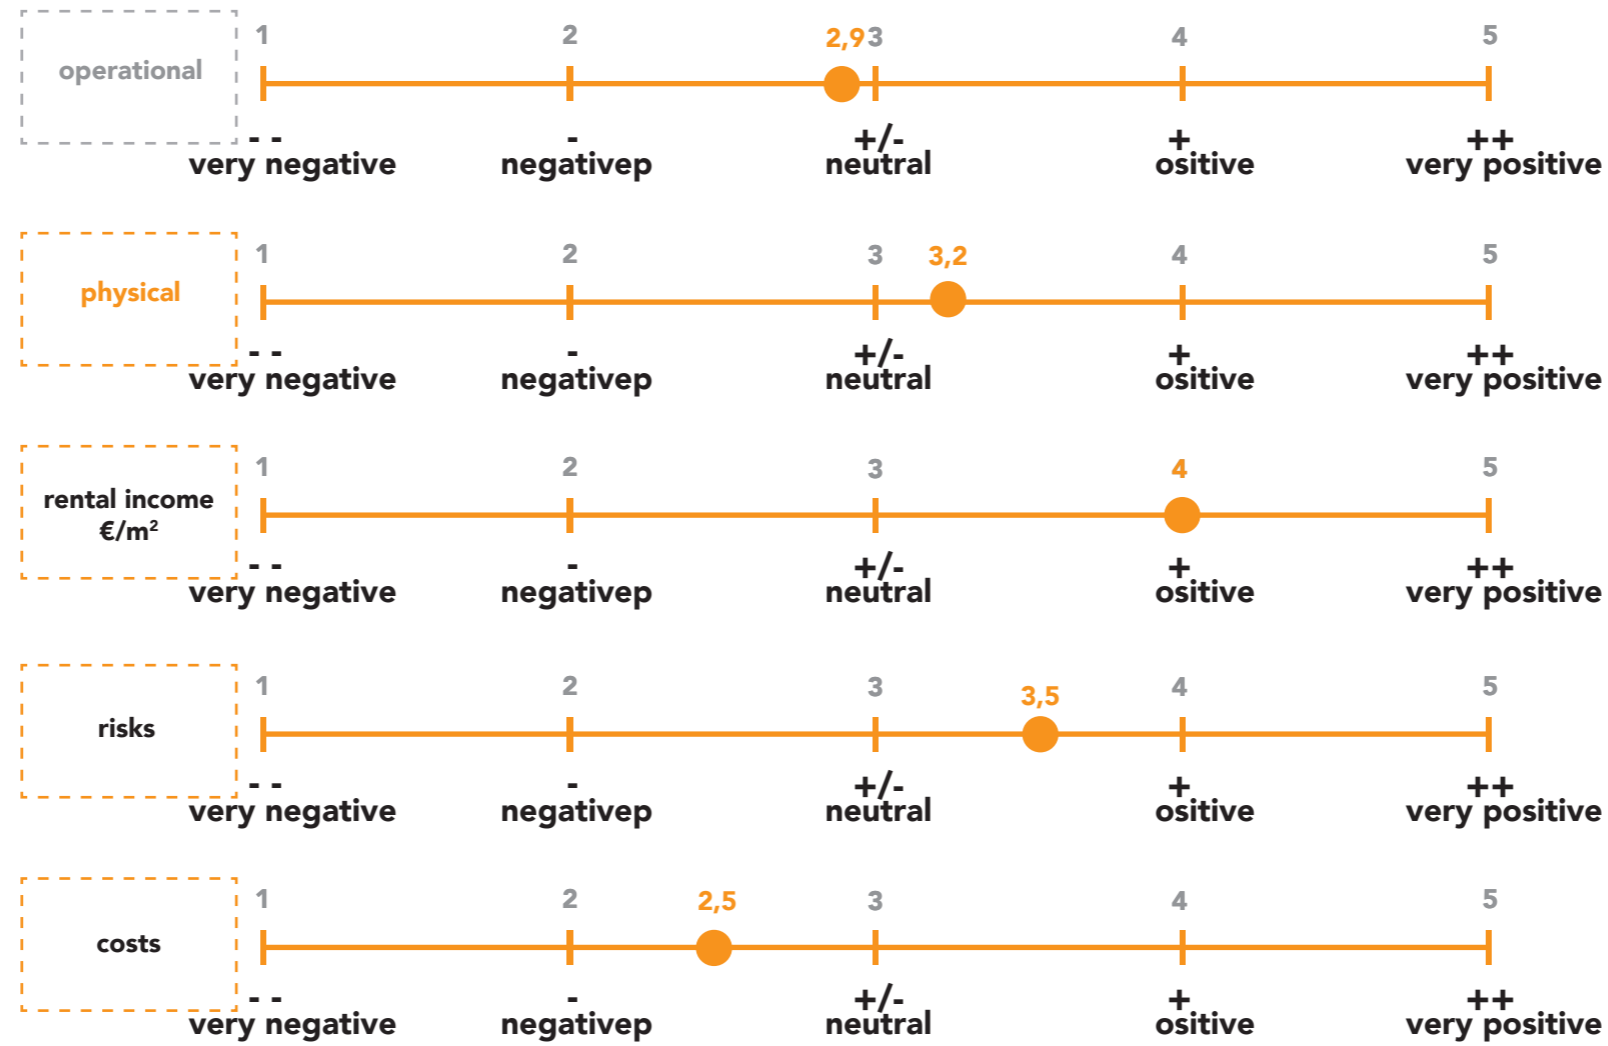 1 2 2,9 3 4 5
operational
- - - +/- + ++
very negative negativep neutral ositive very positive
1 2 3 3,2 4 5
physical
- - - +/- + ++
very negative negativep neutral ositive very positive
1 2 3 4 5
rental income
€/m²
- - - +/- + ++
very negative negativep neutral ositive very positive
1 2 3 3,5 4 5
risks
- - - +/- + ++
very negative negativep neutral ositive very positive
1 2 2,5 3 4 5
costs
- - - +/- + ++
very negative negativep neutral ositive very positive